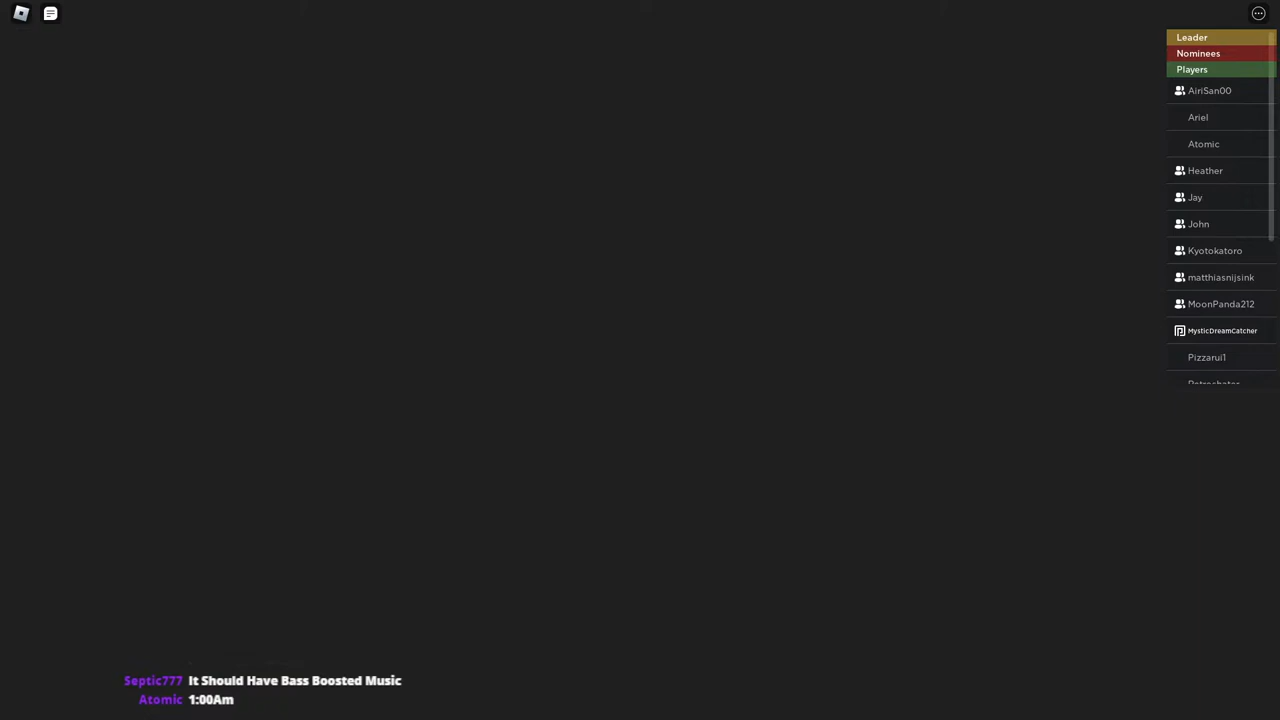 Leader
Nominees
Players
AiriSan00
Ariel
Atomic
Heather
Jay
John
Kyotokatoro
matthiasnijsink
MoonPanda212
MysticDreamCatcher
Pizzarui1
Septic777 It Should Have Bass Boosted Music
Atomic 1:00Am